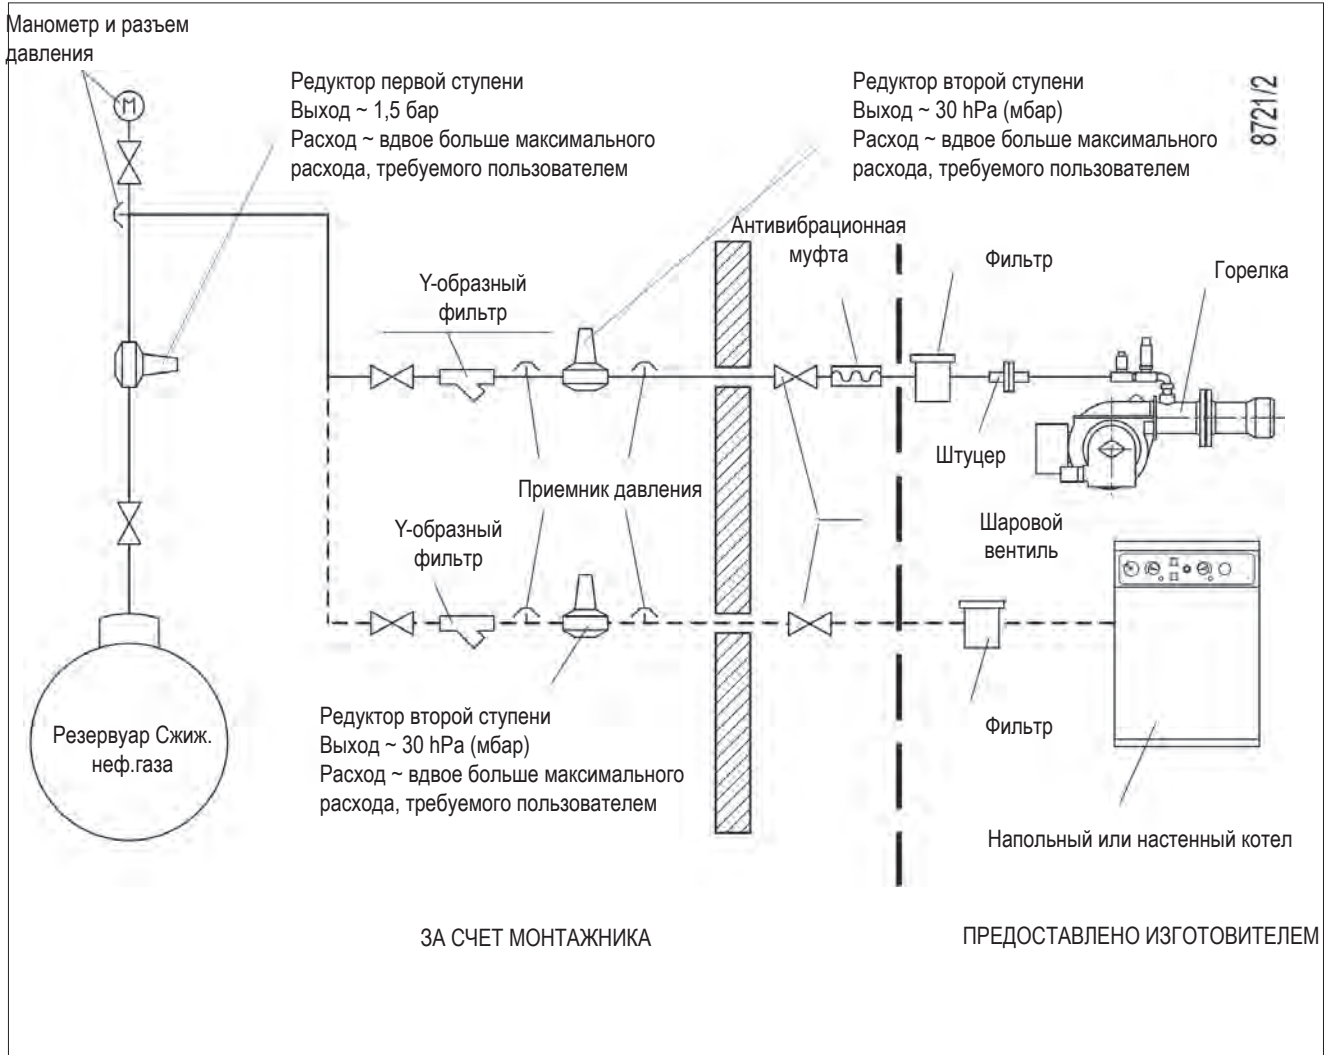 Манометр и разъем
давления
М
Редуктор первой ступени
Выход ~ 1,5 бар
Расход ~ вдвое больше максимального
расхода, требуемого пользователем
Редуктор второй ступени
Выход ~ 30 hPa (мбар)
Расход ~ вдвое больше максимального
расхода, требуемого пользователем
8721/2
Антивибрационная
муфта
Фильтр
Горелка
Y-образный
фильтр
Штуцер
Приемник давления
Y-образный
фильтр
Шаровой
вентиль
Резервуар Сжиж.
неф.газа
Редуктор второй ступени
Выход ~ 30 hPa (мбар)
Расход ~ вдвое больше максимального
расхода, требуемого пользователем
Фильтр
Напольный или настенный котел
ЗА СЧЕТ МОНТАЖНИКА
ПРЕДОСТАВЛЕНО ИЗГОТОВИТЕЛЕМ